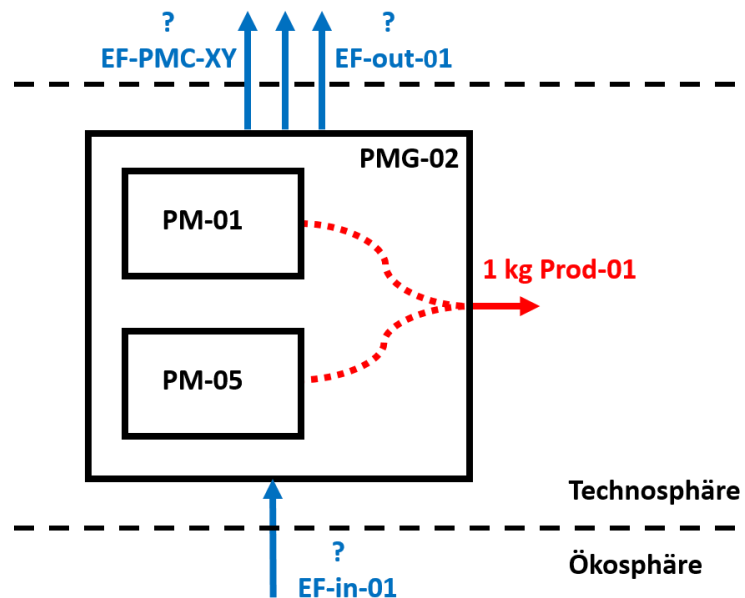 ? ?
EF-PMC-XY EF-out-01
PMG-02
PM-01
1 kg Prod-01
PM-05
Technosphäre
?
Ökosphäre
EF-in-01